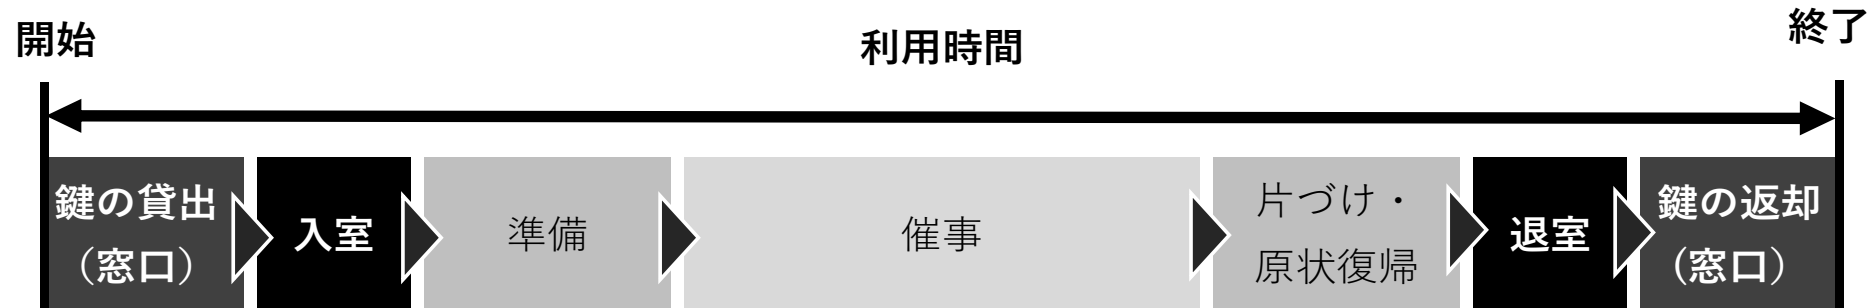 開始
利用時間
終了
鍵の貸出
（窓口）
入室
準備
催事
片づけ・
原状復帰
退室
鍵の返却
（窓口）